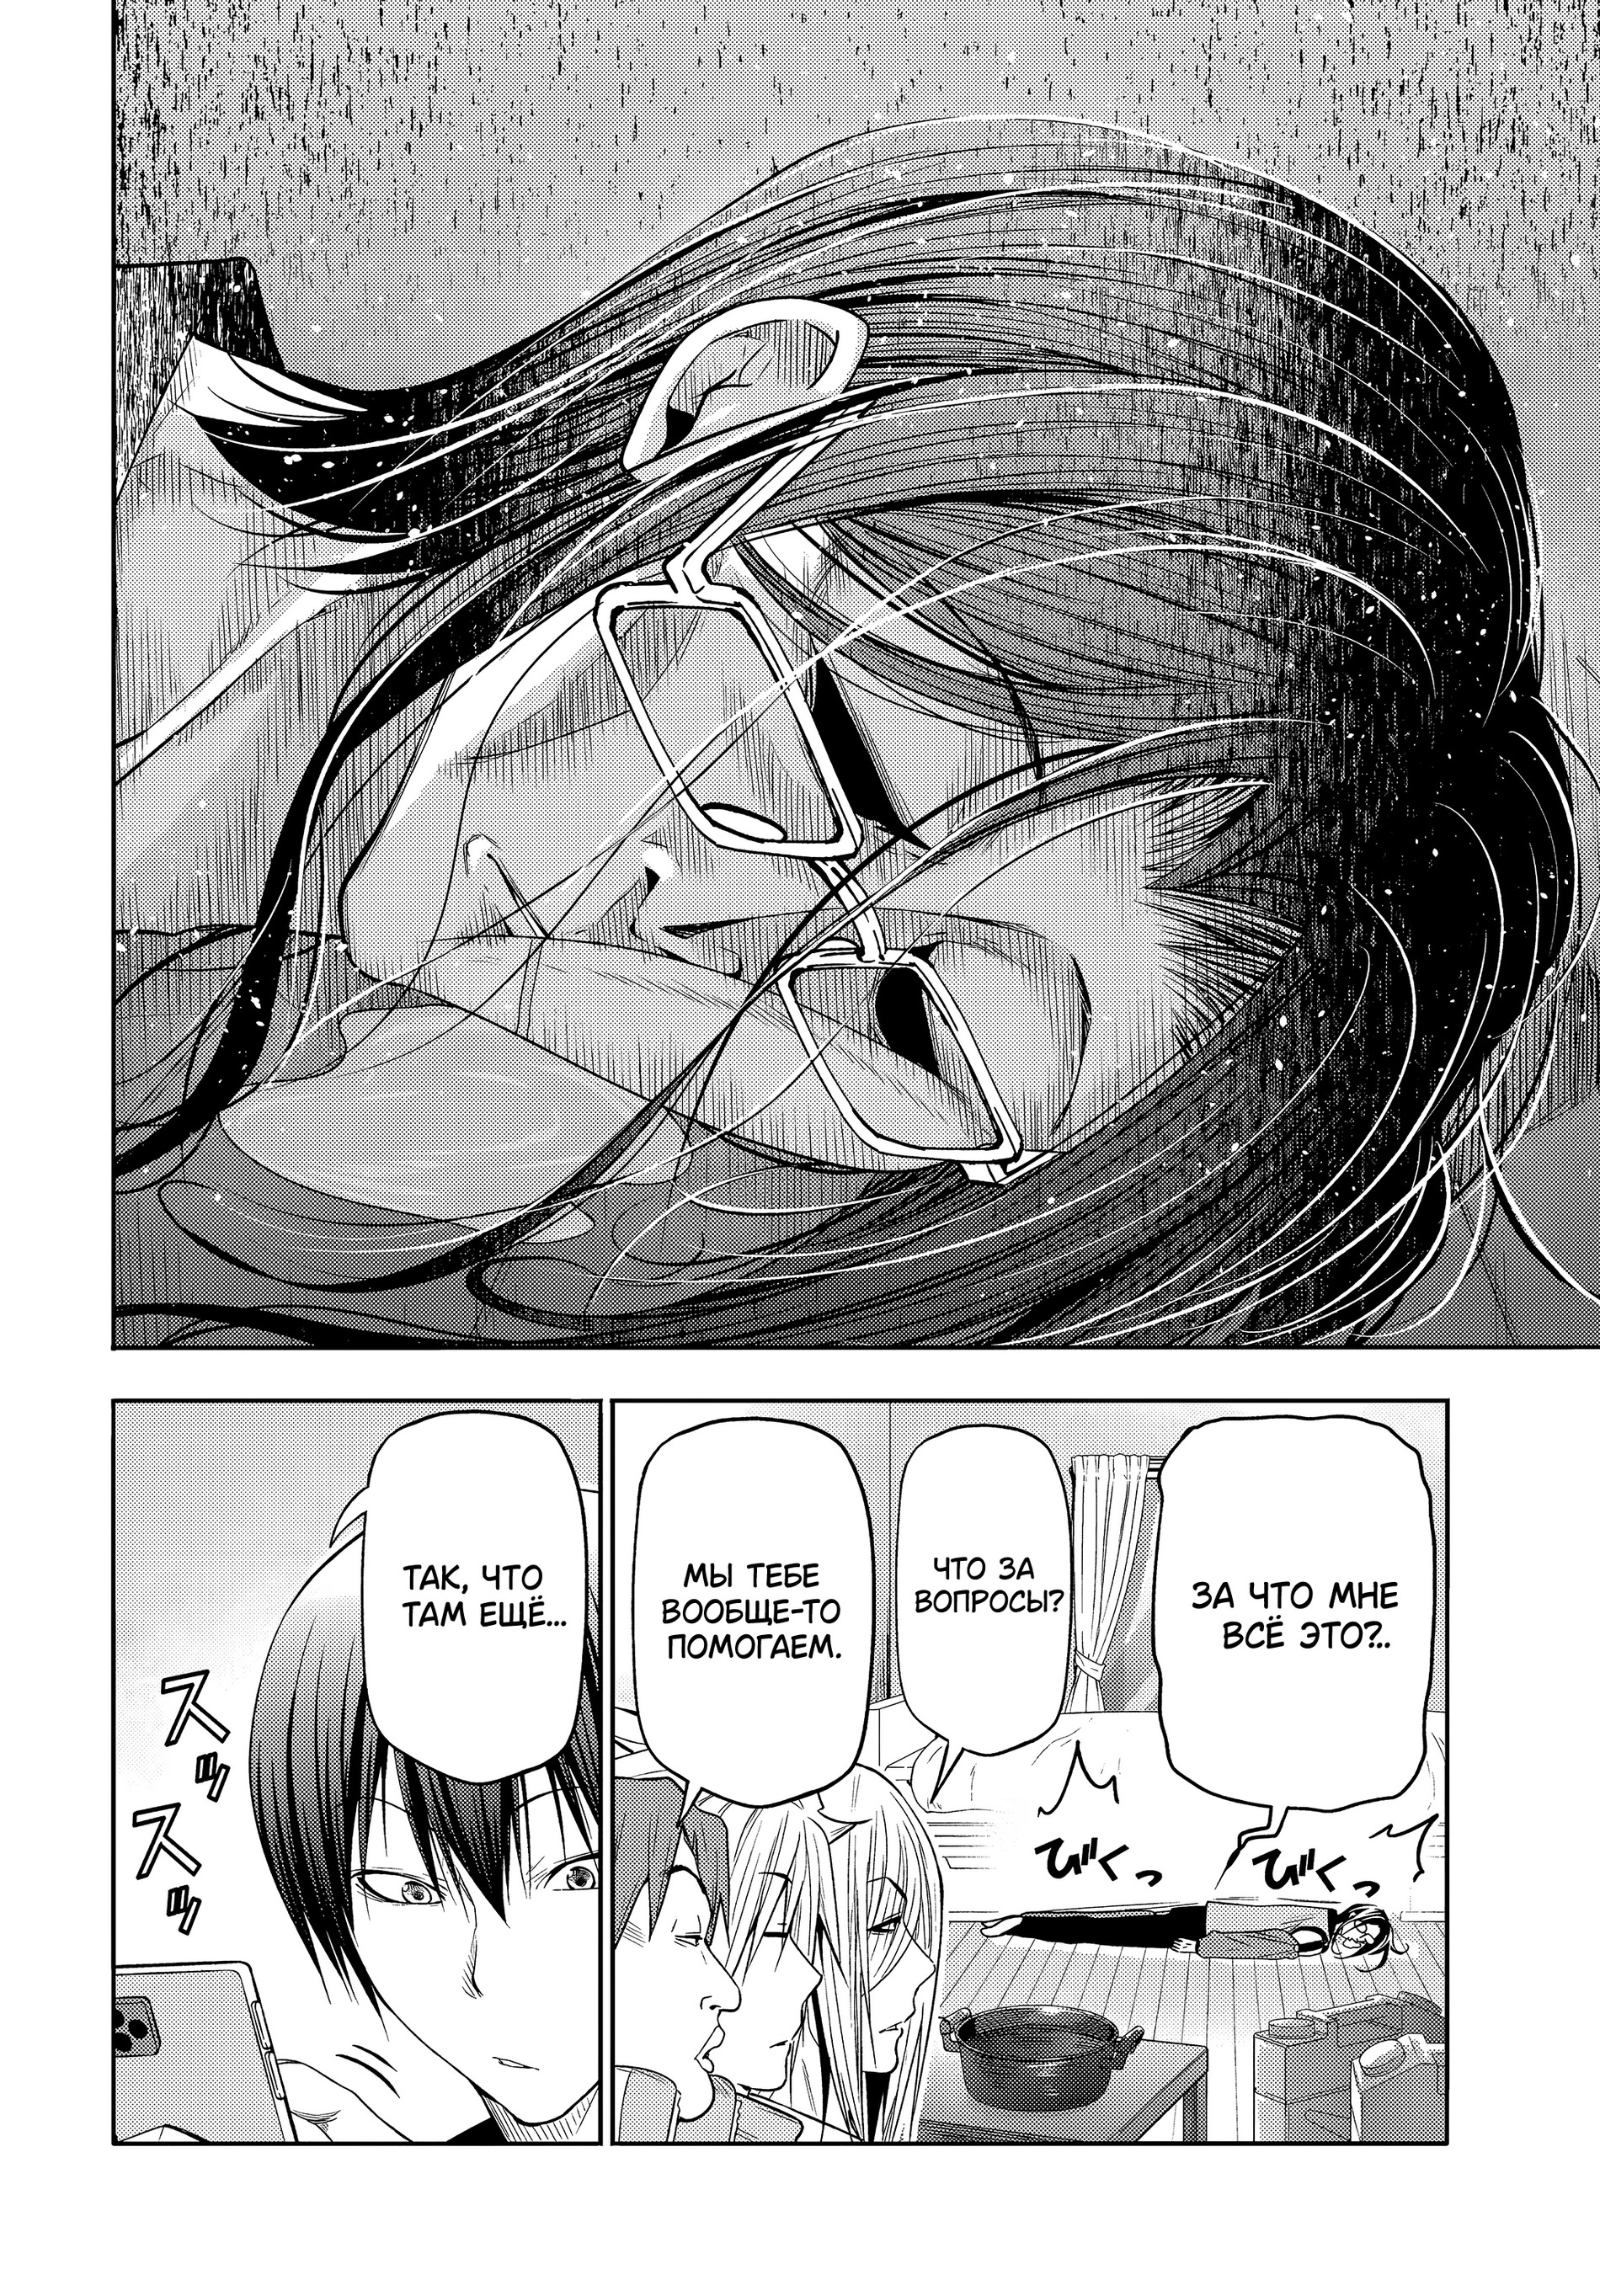 ЗА ЧТО МНЕ
ВСЁ ЭТО?..
びくっ
びくっ
ЧТО ЗА
ВОПРОСЫ?
МЫ ТЕБЕ
ВООБЩЕ-ТО
ПОМОГАЕМ.
ТАК, ЧТО
ТАМ ЕЩЁ...
スッ
スッ